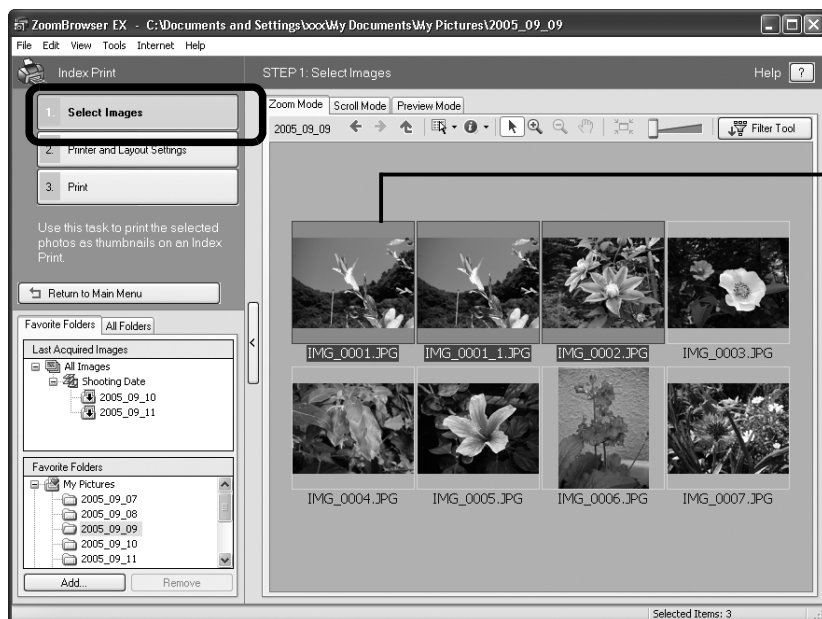 ZoomBrowser EX - C:\Documents and Settings\xxx\My Documents\My Pictures\2005_09_09
File Edit View Tools Internet Help
Index Print
STEP 1: Select Images
Help ?
1. Select Images
2. Printer and Layout Settings
3. Print
Use this task to print the selected
photos as thumbnails on an Index
Print.
Return to Main Menu
Favorite Folders All Folders
Last Acquired Images
All Images
Shooting Date
2005_09_10
2005_09_11
Favorite Folders
My Pictures
2005_09_07
2005_09_08
2005_09_09
2005_09_10
2005_09_11
Add... Remove
Zoom Mode Scroll Mode Preview Mode
2005_09_09 Filter Tool
IMG_0001.JPG IMG_0001_1.JPG IMG_0002.JPG IMG_0003.JPG
IMG_0004.JPG IMG_0005.JPG IMG_0006.JPG IMG_0007.JPG
Selected Items: 3